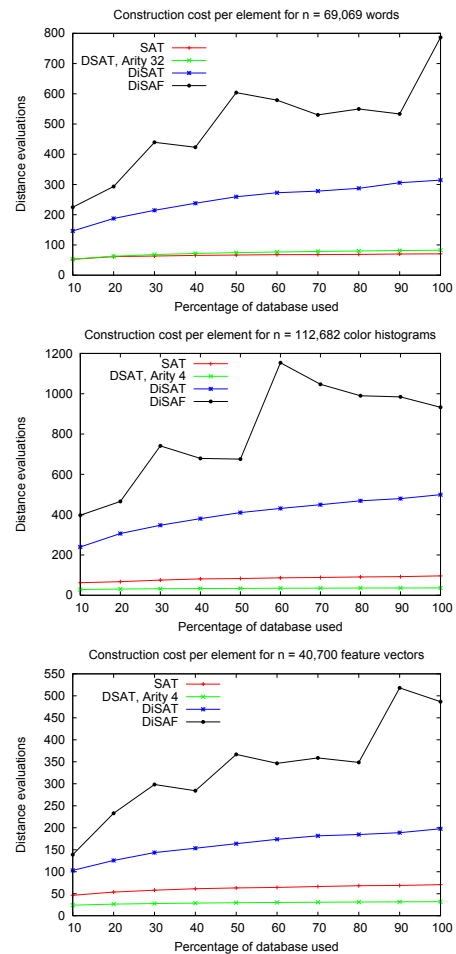 Construction cost per element for n = 69,069 words
800
700
600
500
400
300
200
100
0
Distance evaluations
SAT
DSAT, Arity 32
DiSAT
DiSAF
10 20 30 40 50 60 70 80 90 100
Percentage of database used
Construction cost per element for n = 112,682 color histograms
1200
1000
800
600
400
200
0
Distance evaluations
SAT
DSAT, Arity 4
DiSAT
DiSAF
10 20 30 40 50 60 70 80 90 100
Percentage of database used
Construction cost per element for n = 40,700 feature vectors
550
500
450
400
350
300
250
200
150
100
50
0
Distance evaluations
SAT
DSAT, Arity 4
DiSAT
DiSAF
10 20 30 40 50 60 70 80 90 100
Percentage of database used